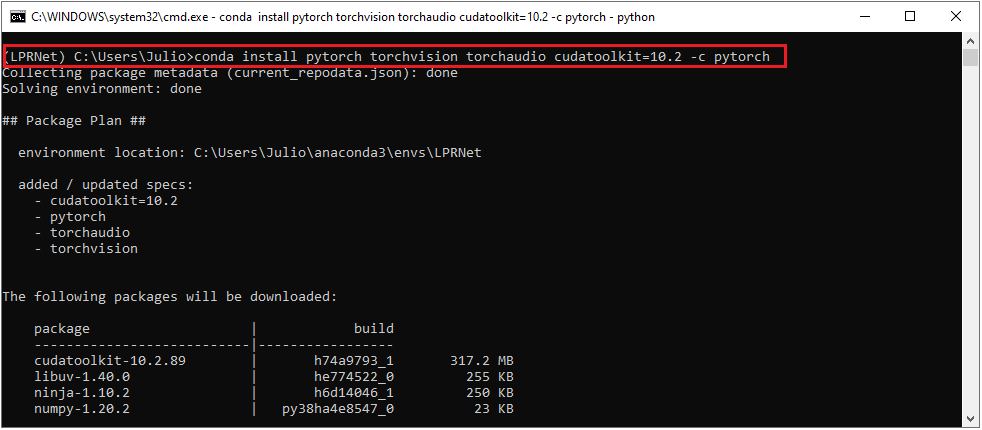 C:\WINDOWS\system32\cmd.exe - conda  install pytorch torchvision torchaudio cudatoolkit=10.2 -c pytorch - python
(LPRNet) C:\Users\Julio>conda install pytorch torchvision torchaudio cudatoolkit=10.2 -c pytorch
Collecting package metadata (current_repodata.json): done
Solving environment: done
## Package Plan ##
environment location: C:\Users\Julio\anaconda3\envs\LPRNet
added / updated specs:
- cudatoolkit=10.2
- pytorch
- torchaudio
- torchvision
The following packages will be downloaded:
package | build
---------------------------|-----------------
cudatoolkit-10.2.89 | h74a9793_1 317.2 MB
libuv-1.40.0 | he774522_0 255 KB
ninja-1.10.2 | h6d14046_1 250 KB
numpy-1.20.2 | py38ha4e8547_0 23 KB